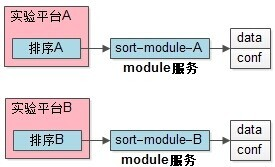 实验平台A
排序A
sort-module-A
module服务
data
conf
实验平台B
排序B
sort-module-B
module服务
data
conf